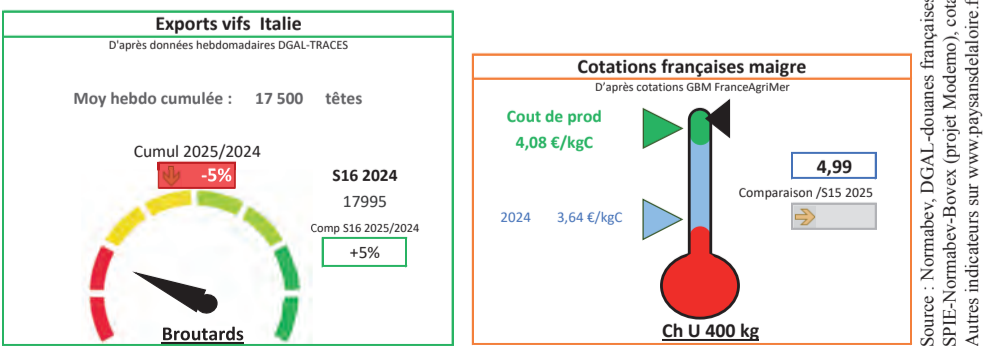 Exports vifs Italie
D'après données hebdomadaires DGAL-TRACES
Moy hebdo cumulée : 17 500 têtes
Cumul 2025/2024
-5%
S16 2024
17995
Comp S16 2025/2024
+5%
Broutards
Cotations françaises maigre
D'après cotations GBM FranceAgriMer
Cout de prod
4,08 €/kgC
4,99
Comparaison /S15 2025
2024 3,64 €/kgC
Ch U 400 kg
Source : Normabev, DGAL-douanes françaises
SPIE-Normabev-Bovex (projet Modemo), cota
Autres indicateurs sur www.paysansdelaloire.f